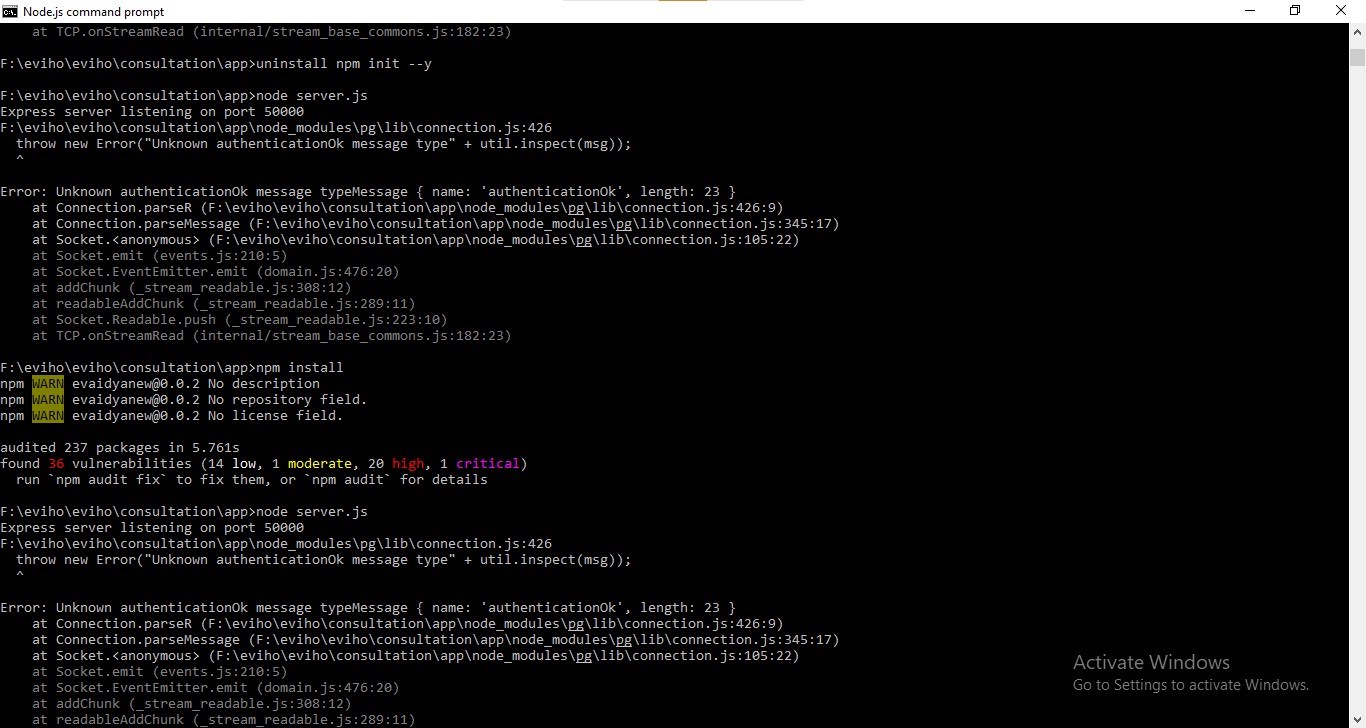 Node.js command prompt
at TCP.onStreamRead (internal/stream_base_commons.js:182:23)
F:\eviho\eviho\consultation\app>uninstall npm init --y
F:\eviho\eviho\consultation\app>node server.js
Express server listening on port 50000
F:\eviho\eviho\consultation\app\node_modules\pg\lib\connection.js:426
throw new Error("Unknown authenticationOk message type" + util.inspect(msg));
^
Error: Unknown authenticationOk message typeMessage { name: 'authenticationOk', length: 23 }
at Connection.parseR (F:\eviho\eviho\consultation\app\node_modules\pg\lib\connection.js:426:9)
at Connection.parseMessage (F:\eviho\eviho\consultation\app\node_modules\pg\lib\connection.js:345:17)
at Socket.<anonymous> (F:\eviho\eviho\consultation\app\node_modules\pg\lib\connection.js:105:22)
at Socket.emit (events.js:210:5)
at Socket.EventEmitter.emit (domain.js:476:20)
at addChunk (_stream_readable.js:308:12)
at readableAddChunk (_stream_readable.js:289:11)
at Socket.Readable.push (_stream_readable.js:223:10)
at TCP.onStreamRead (internal/stream_base_commons.js:182:23)
F:\eviho\eviho\consultation\app>npm install
npm WARN evaidyanew@0.0.2 No description
npm WARN evaidyanew@0.0.2 No repository field.
npm WARN evaidyanew@0.0.2 No license field.
audited 237 packages in 5.761s
found 36 vulnerabilities (14 low, 1 moderate, 20 high, 1 critical)
run `npm audit fix` to fix them, or `npm audit` for details
F:\eviho\eviho\consultation\app>node server.js
Express server listening on port 50000
F:\eviho\eviho\consultation\app\node_modules\pg\lib\connection.js:426
throw new Error("Unknown authenticationOk message type" + util.inspect(msg));
^
Error: Unknown authenticationOk message typeMessage { name: 'authenticationOk', length: 23 }
at Connection.parseR (F:\eviho\eviho\consultation\app\node_modules\pg\lib\connection.js:426:9)
at Connection.parseMessage (F:\eviho\eviho\consultation\app\node_modules\pg\lib\connection.js:345:17)
at Socket.<anonymous> (F:\eviho\eviho\consultation\app\node_modules\pg\lib\connection.js:105:22)
at Socket.emit (events.js:210:5)
at Socket.EventEmitter.emit (domain.js:476:20)
at addChunk (_stream_readable.js:308:12)
at readableAddChunk (_stream_readable.js:289:11)
Activate Windows
Go to Settings to activate Windows.